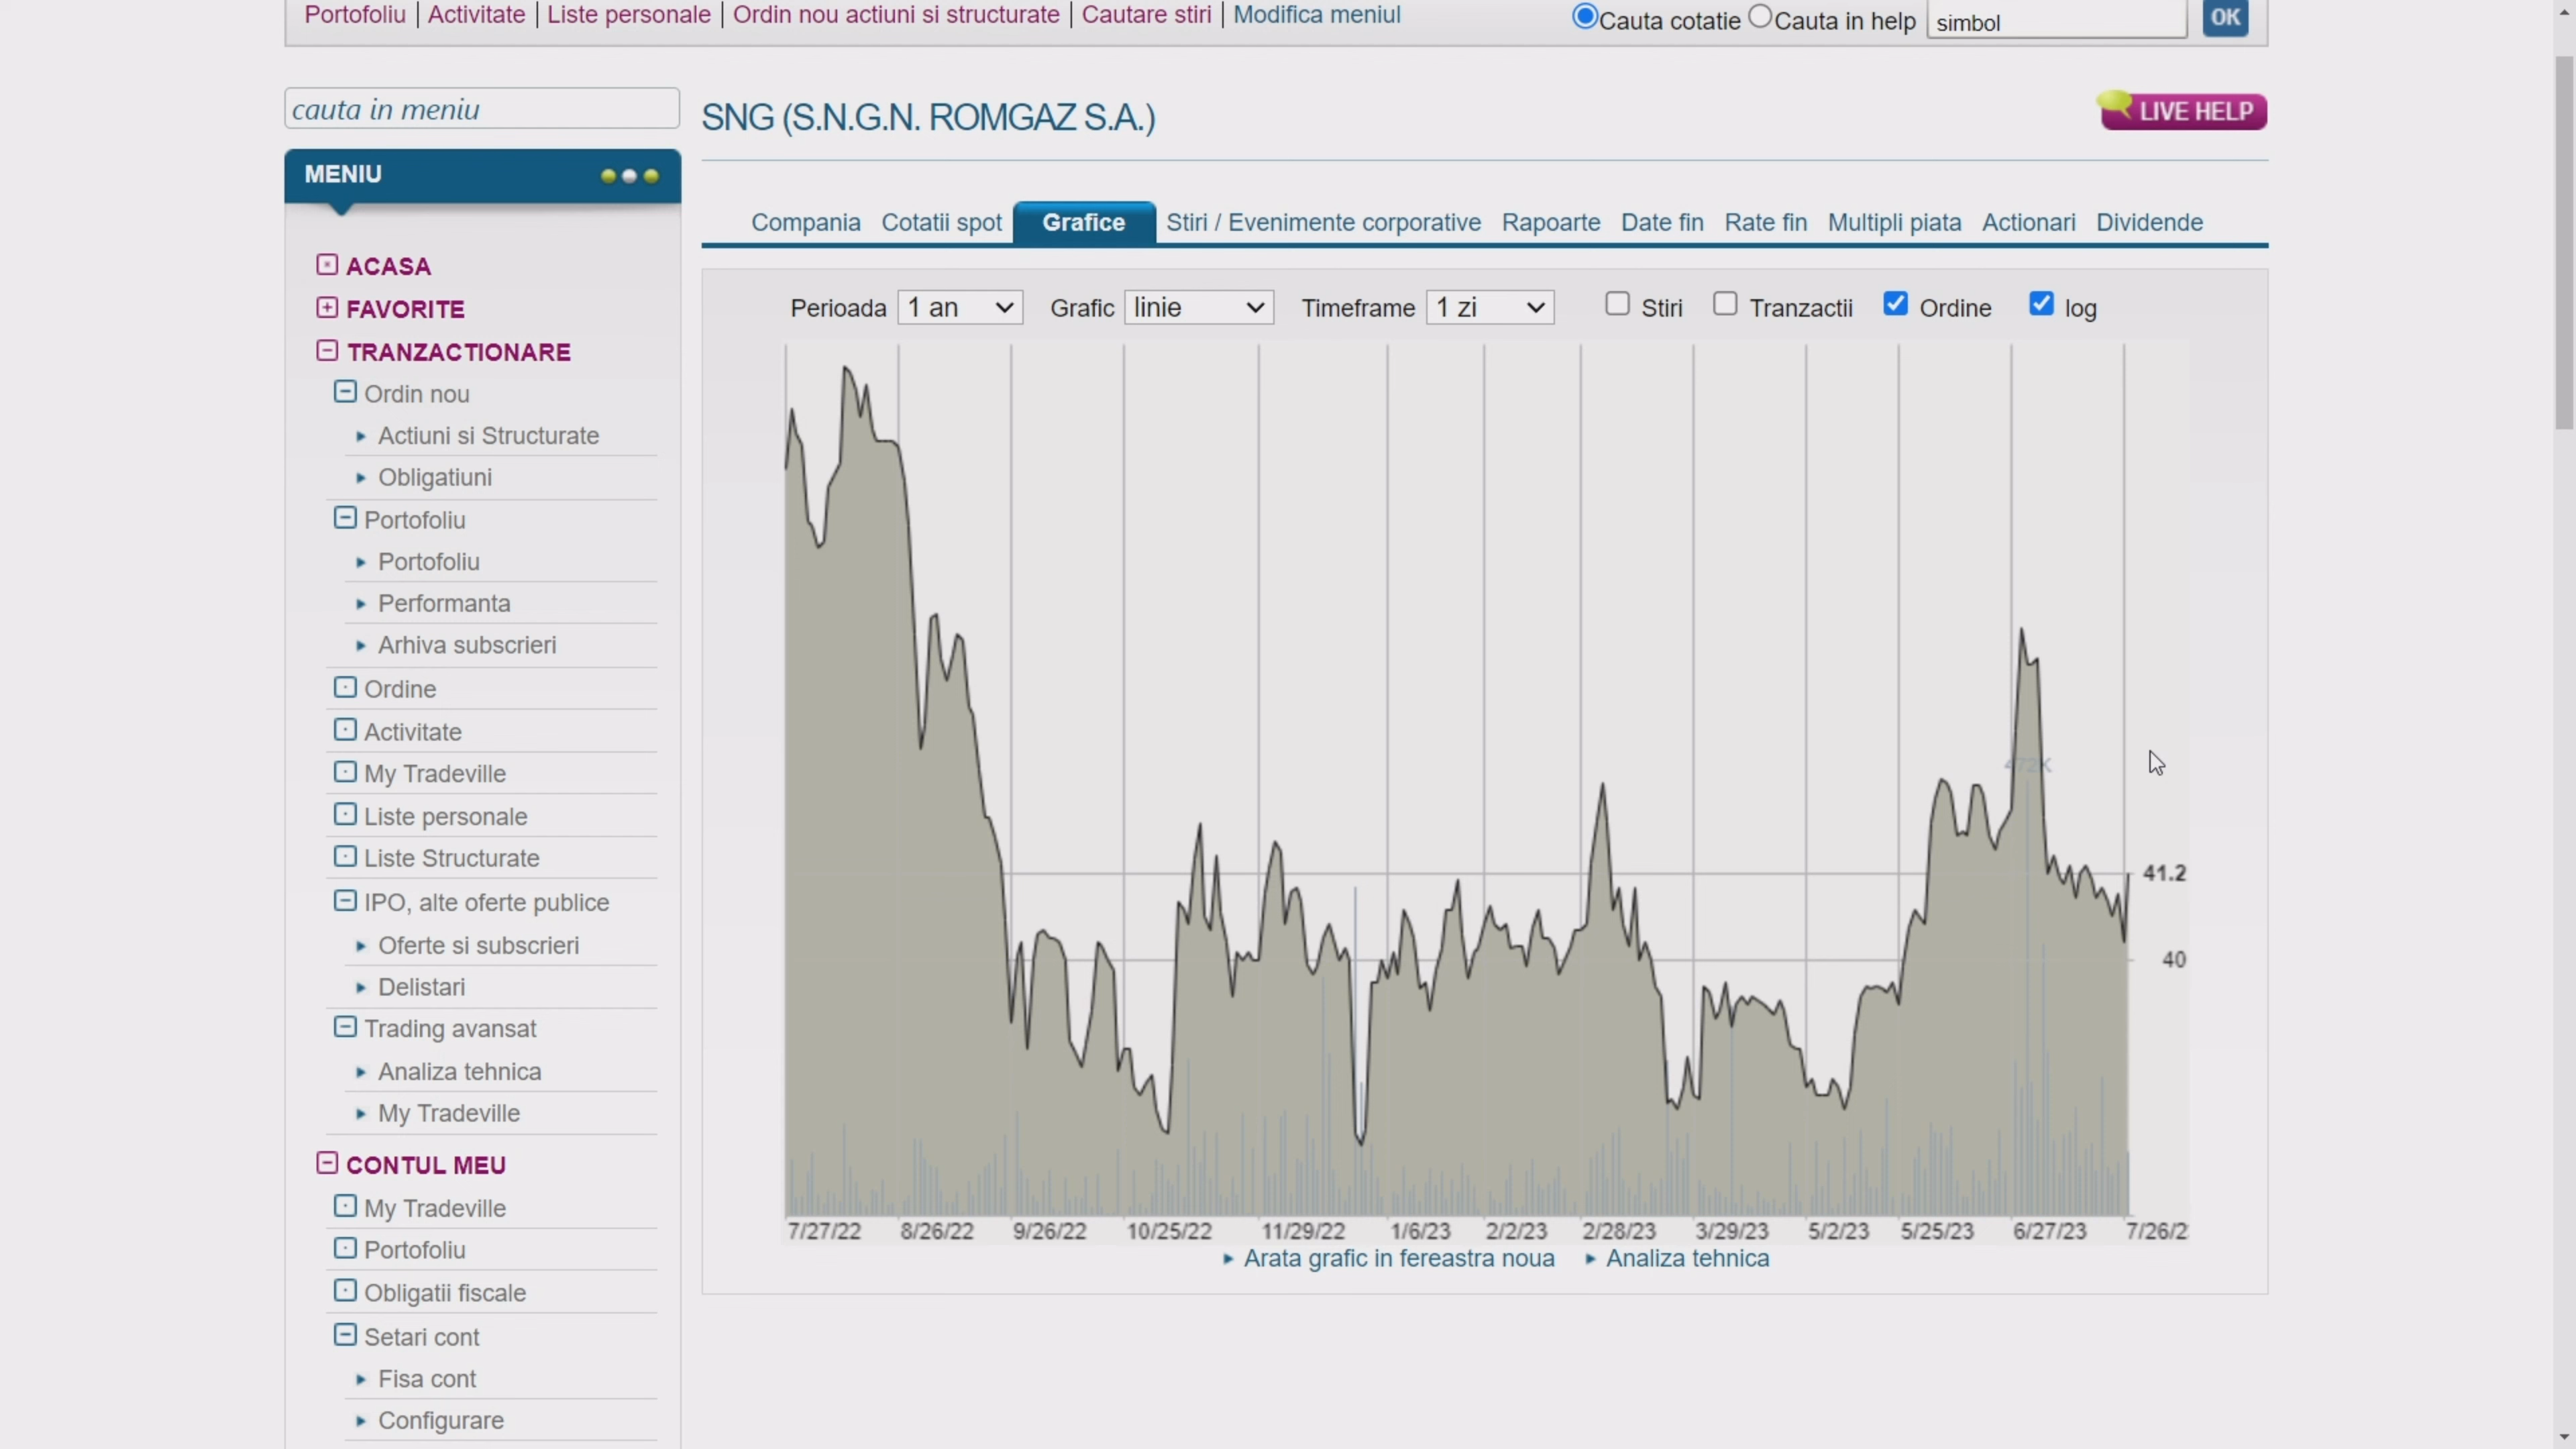 Portofoliu | Activitate | Liste personale | Ordin nou actiuni si structurate | Cautare stiri | Modifica meniul
Cauta cotatie Cauta in help simbol OK
cauta in meniu
SNG (S.N.G.N. ROMGAZ S.A.)
LIVE HELP
MENIU
Compania Cotatii spot Grafice Stiri / Evenimente corporative Rapoarte Date fin Rate fin Multipli piata Actionari Dividende
Perioada 1 an Grafic linie Timeframe 1 zi Stiri Tranzactii Ordine log
ACASA
FAVORITE
TRANZACTIONARE
Ordin nou
Actiuni si Structurate
Obligatiuni
Portofoliu
Portofoliu
Performanta
Arhiva subscrieri
Ordine
Activitate
My Tradeville
Liste personale
Liste Structurate
IPO, alte oferte publice
Oferte si subscrieri
Delistari
Trading avansat
Analiza tehnica
My Tradeville
CONTUL MEU
My Tradeville
Portofoliu
Obligatii fiscale
Setari cont
Fisa cont
Configurare
472K
41.2
40
7/27/22 8/26/22 9/26/22 10/25/22 11/29/22 1/6/23 2/2/23 2/28/23 3/29/23 5/2/23 5/25/23 6/27/23 7/26/2
Arata grafic in fereastra noua Analiza tehnica